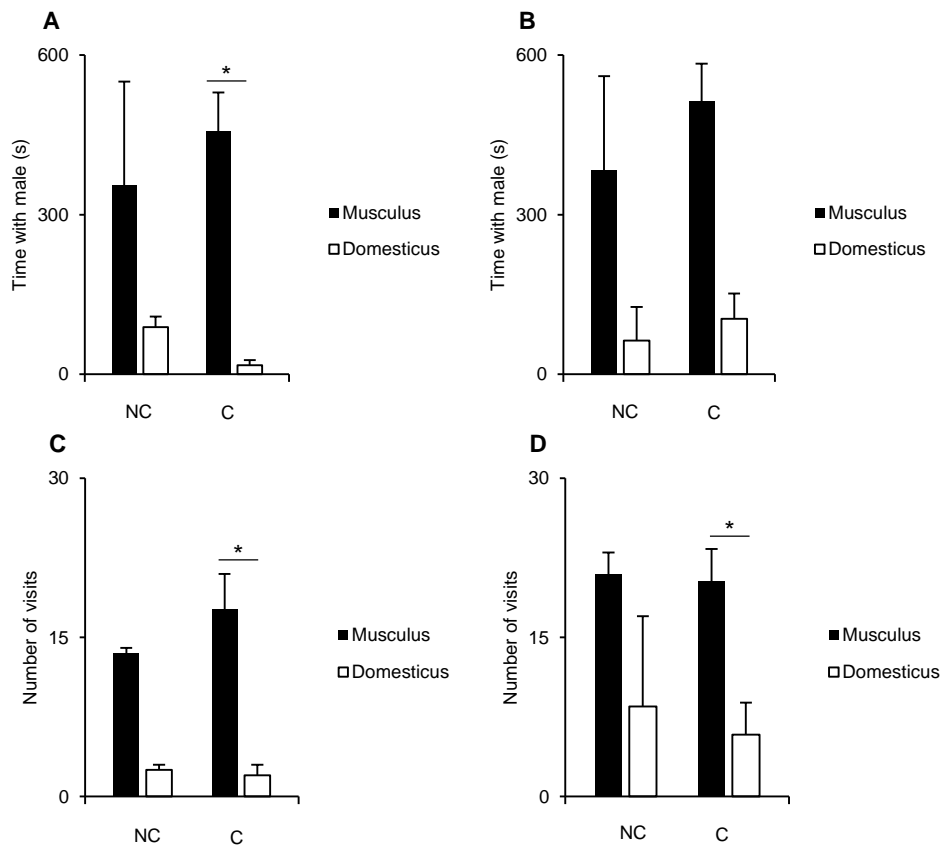 A
600
*
Time with male (s)
300
Musculus
Domesticus
0
NC
C
B
600
Time with male (s)
300
Musculus
Domesticus
0
NC
C
C
30
*
Number of visits
15
Musculus
Domesticus
0
NC
C
D
30
*
Number of visits
15
Musculus
Domesticus
0
NC
C